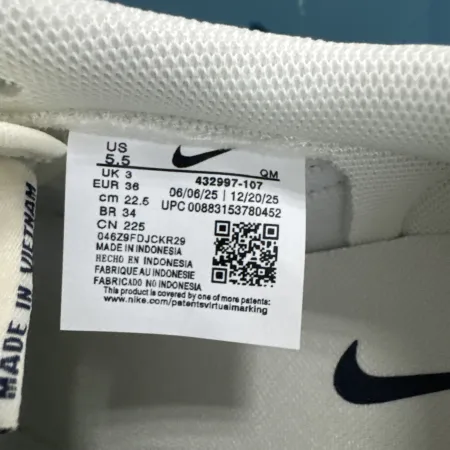 US
5.5
QM
UK 3
432997-107
EUR 36
06/06/25 | 12/20/25
cm 22.5
UPC 00883153780452
BR 34
CN 225
046Z9FDJCKR29
MADE IN INDONESIA
HECHO EN INDONESIA
FABRIQUE AU INDONESIE
FABRICADO NO INDONESIA
This product is covered by one of more patents:
www.nike.com/patentsvirtualmarking
MADE IN VIETNAM